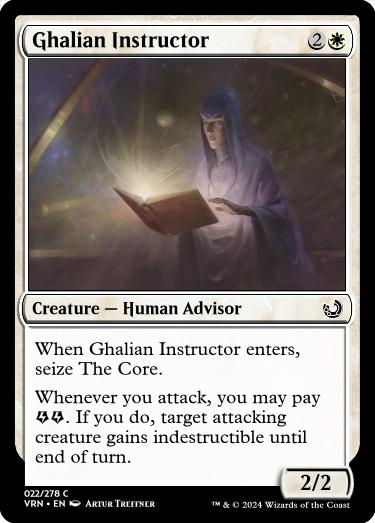 Ghalian Instructor 2
Creature — Human Advisor
When Ghalian Instructor enters,
seize The Core.
Whenever you attack, you may pay
. If you do, target attacking
creature gains indestructible until
end of turn.
2/2
022/278 C
VRN • EN Artur Treffner
™ & © 2024 Wizards of the Coast